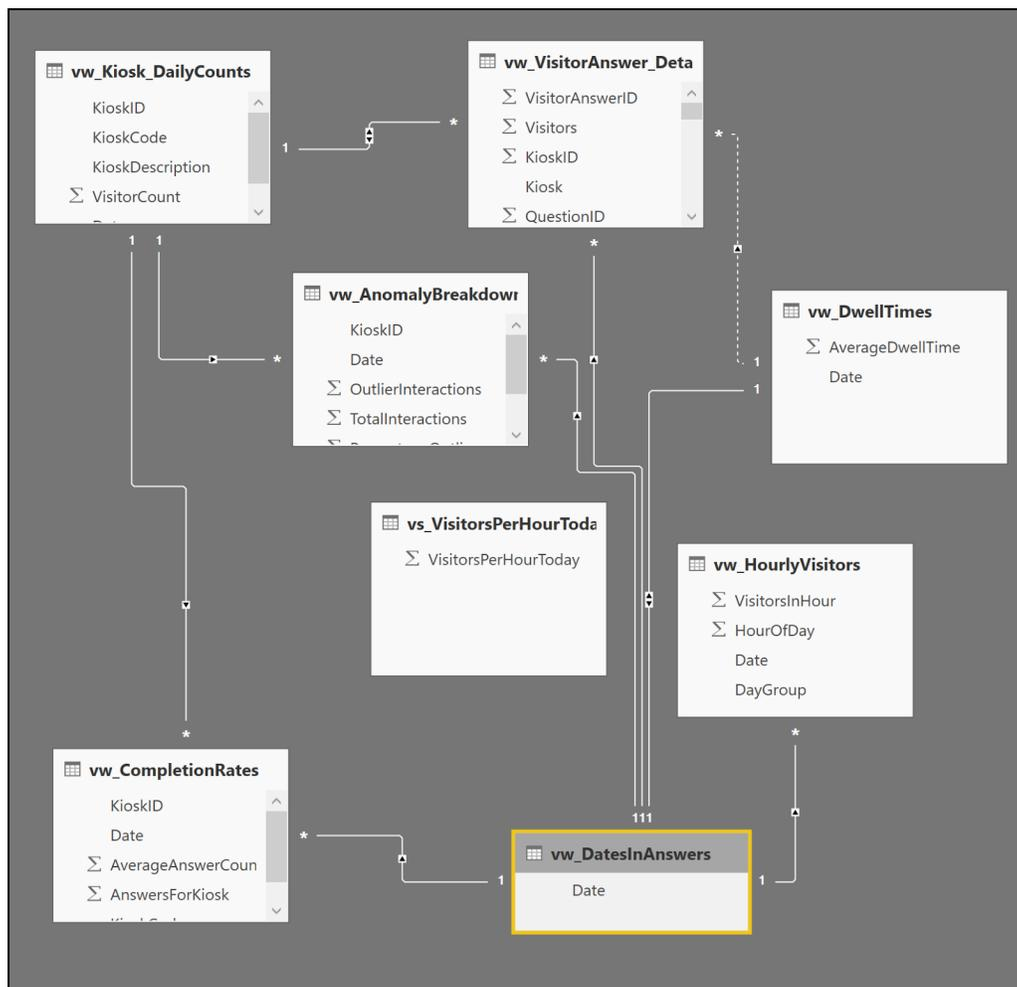 vw_Kiosk_DailyCounts
KioskID
KioskCode
KioskDescription
Σ VisitorCount
1
*
1 1
vw_VisitorAnswer_Deta
Σ VisitorAnswerID
Σ Visitors
Σ KioskID
Kiosk
Σ QuestionID
*
*
vw_AnomalyBreakdown
KioskID
Date
Σ OutlierInteractions
Σ TotalInteractions
*
*
vw_DwellTimes
Σ AverageDwellTime
Date
1
1
vs_VisitorsPerHourToda
Σ VisitorsPerHourToday
vw_HourlyVisitors
Σ VisitorsInHour
Σ HourOfDay
Date
DayGroup
*
*
vw_CompletionRates
KioskID
Date
Σ AverageAnswerCoun
Σ AnswersForKiosk
*
1
111
vw_DatesInAnswers
Date
1